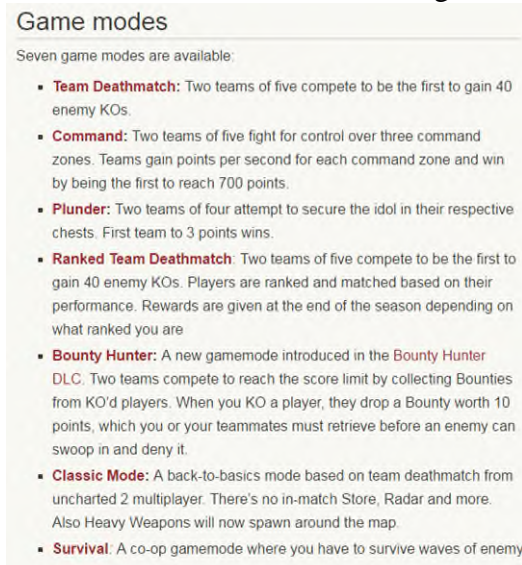 Game modes
Seven game modes are available:
▪ Team Deathmatch: Two teams of five compete to be the first to gain 40
enemy KOs.
▪ Command: Two teams of five fight for control over three command
zones. Teams gain points per second for each command zone and win
by being the first to reach 700 points.
▪ Plunder: Two teams of four attempt to secure the idol in their respective
chests. First team to 3 points wins.
▪ Ranked Team Deathmatch: Two teams of five compete to be the first to
gain 40 enemy KOs. Players are ranked and matched based on their
performance. Rewards are given at the end of the season depending on
what ranked you are
▪ Bounty Hunter: A new gamemode introduced in the Bounty Hunter
DLC. Two teams compete to reach the score limit by collecting Bounties
from KO'd players. When you KO a player, they drop a Bounty worth 10
points, which you or your teammates must retrieve before an enemy can
swoop in and deny it.
▪ Classic Mode: A back-to-basics mode based on team deathmatch from
uncharted 2 multiplayer. There's no in-match Store, Radar and more.
Also Heavy Weapons will now spawn around the map.
▪ Survival: A co-op gamemode where you have to survive waves of enemy